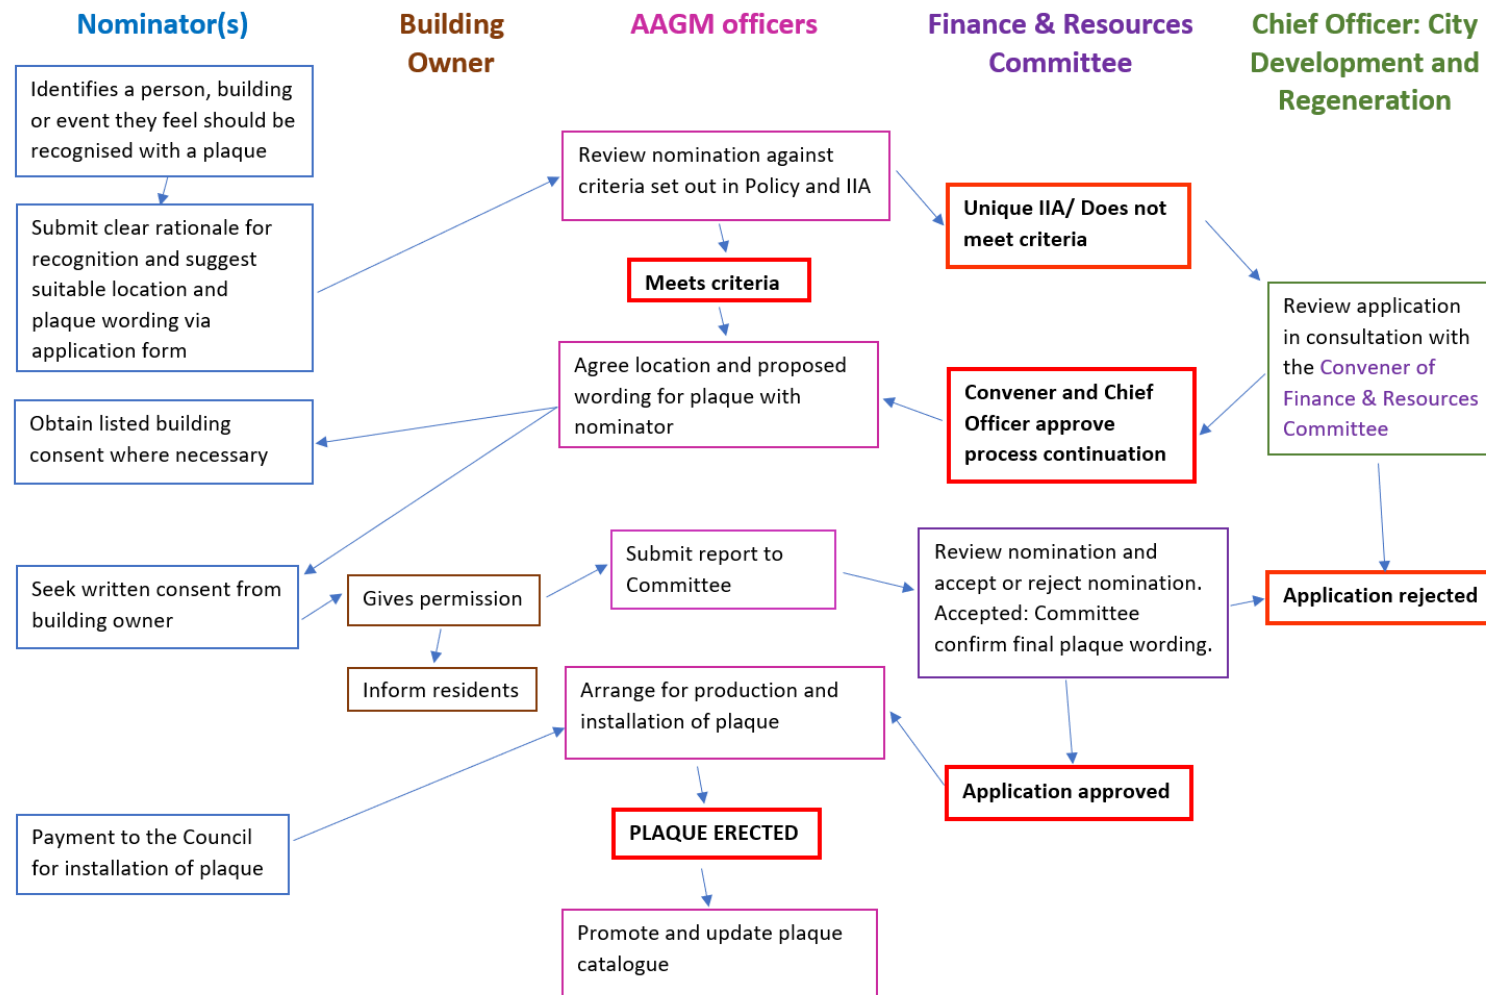 Nominator(s)
Building
Owner
AAGM officers
Finance & Resources
Committee
Chief Officer: City
Development and
Regeneration
Identifies a person, building
or event they feel should be
recognised with a plaque
Submit clear rationale for
recognition and suggest
suitable location and
plaque wording via
application form
Review nomination against
criteria set out in Policy and IIA
Unique IIA/ Does not
meet criteria
Meets criteria
Review application
in consultation with
the Convener of
Finance & Resources
Committee
Agree location and proposed
wording for plaque with
nominator
Convener and Chief
Officer approve
process continuation
Obtain listed building
consent where necessary
Seek written consent from
building owner
Gives permission
Inform residents
Submit report to
Committee
Review nomination and
accept or reject nomination.
Accepted: Committee
confirm final plaque wording.
Application rejected
Arrange for production and
installation of plaque
Application approved
Payment to the Council
for installation of plaque
PLAQUE ERECTED
Promote and update plaque
catalogue